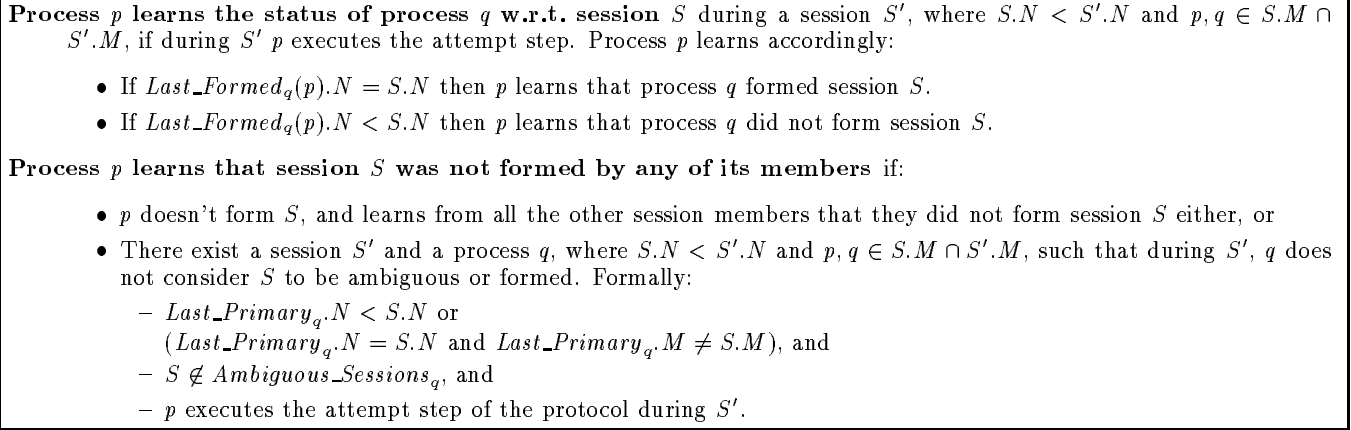 Process p learns the status of process q w.r.t. session S during a session S′, where S.N < S′.N and p, q ∈ S.M ∩
S′.M, if during S′ p executes the attempt step. Process p learns accordingly:
• If Last_Formed_q(p).N = S.N then p learns that process q formed session S.
• If Last_Formed_q(p).N < S.N then p learns that process q did not form session S.
Process p learns that session S was not formed by any of its members if:
• p doesn't form S, and learns from all the other session members that they did not form session S either, or
• There exist a session S′ and a process q, where S.N < S′.N and p, q ∈ S.M ∩ S′.M, such that during S′, q does
not consider S to be ambiguous or formed. Formally:
– Last_Primary_q.N < S.N or
(Last_Primary_q.N = S.N and Last_Primary_q.M ≠ S.M), and
– S ∉ Ambiguous_Sessions_q, and
– p executes the attempt step of the protocol during S′.